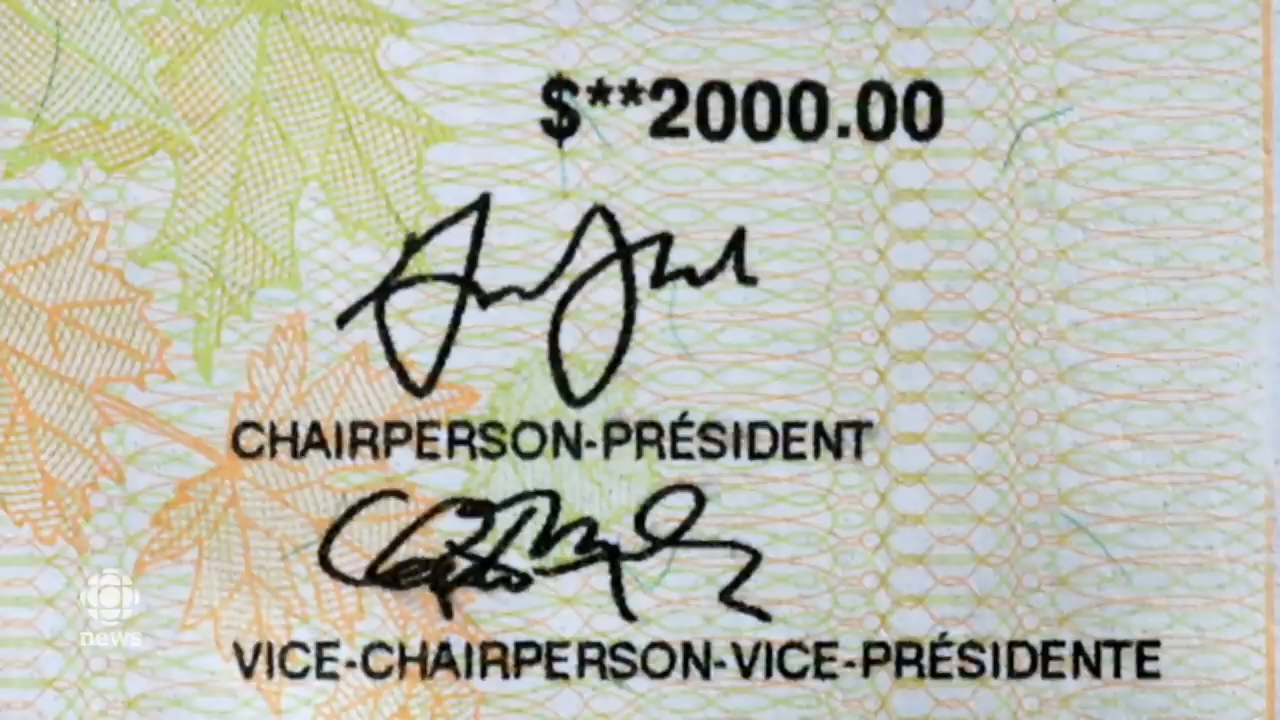 $**2000.00
CHAIRPERSON-PRÉSIDENT
VICE-CHAIRPERSON-VICE-PRÉSIDENTE
news